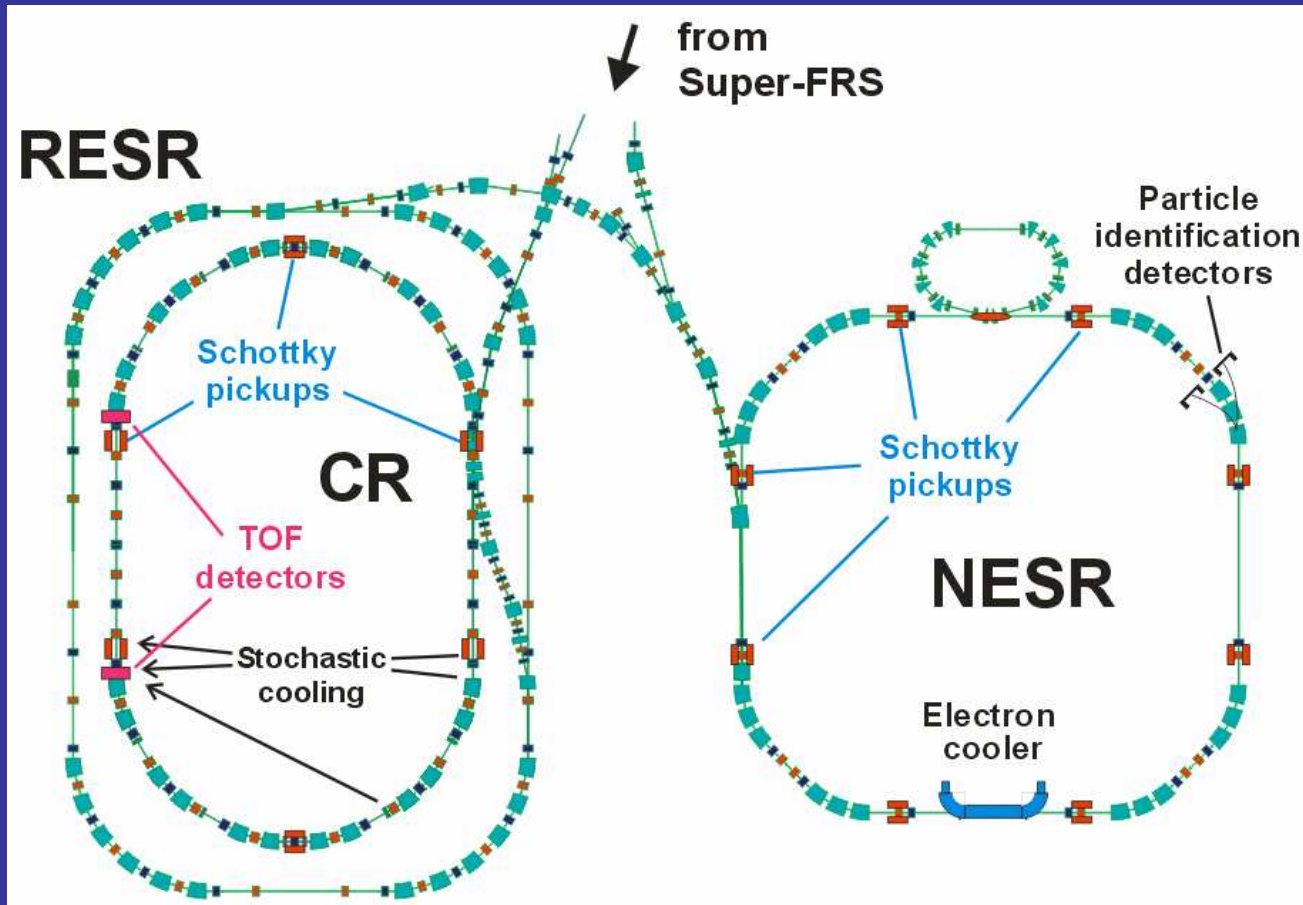 from
Super-FRS
RESR
Particle
identification
detectors
Schottky
pickups
CR
Schottky
pickups
TOF
detectors
NESR
Stochastic
cooling
Electron
cooler